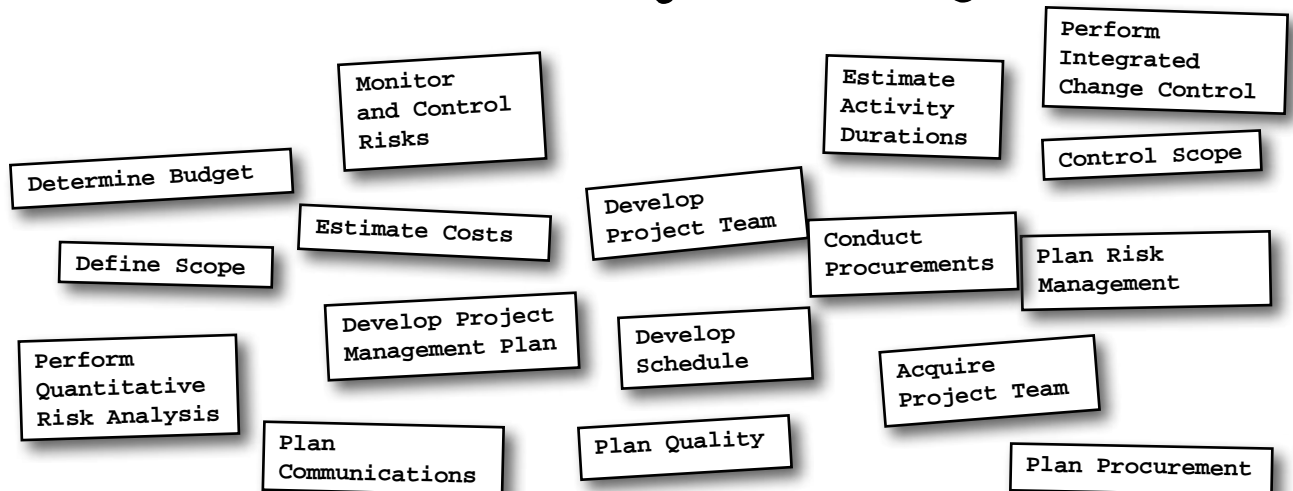 Perform
Integrated
Change Control
Monitor
and Control
Risks
Estimate
Activity
Durations
Control Scope
Determine Budget
Develop
Project Team
Estimate Costs
Conduct
Procurements
Plan Risk
Management
Define Scope
Develop Project
Management Plan
Develop
Schedule
Acquire
Project Team
Perform
Quantitative
Risk Analysis
Plan
Communications
Plan Quality
Plan Procurement